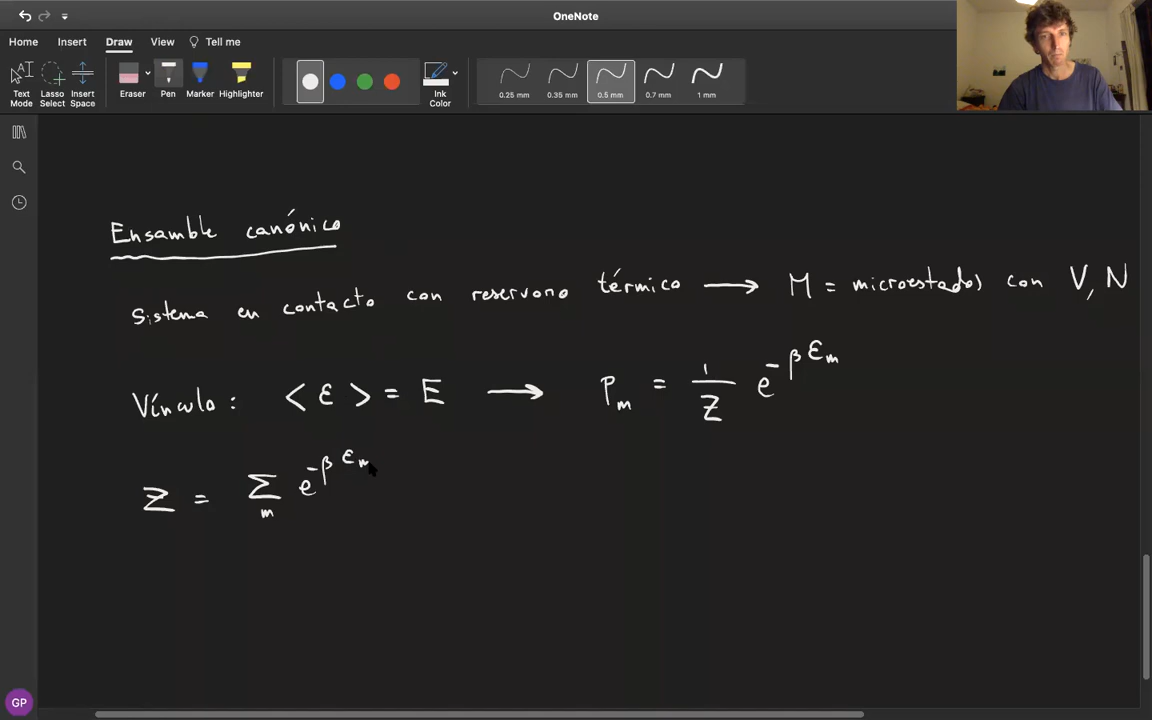 OneNote
Home Insert Draw View Tell me
Text Mode Lasso Select Insert Space Eraser Pen Marker Highlighter Ink Color 0.25 mm 0.35 mm 0.5 mm 0.7 mm 1 mm
Ensamble canónico
Sistema en contacto con reservorio térmico ⟶ M = microestados con V, N
Vínculo: <ε> = E ⟶ P_m = 1/Z e^{-β ε_m}
Z = Σ_m e^{-β ε_m}
GP